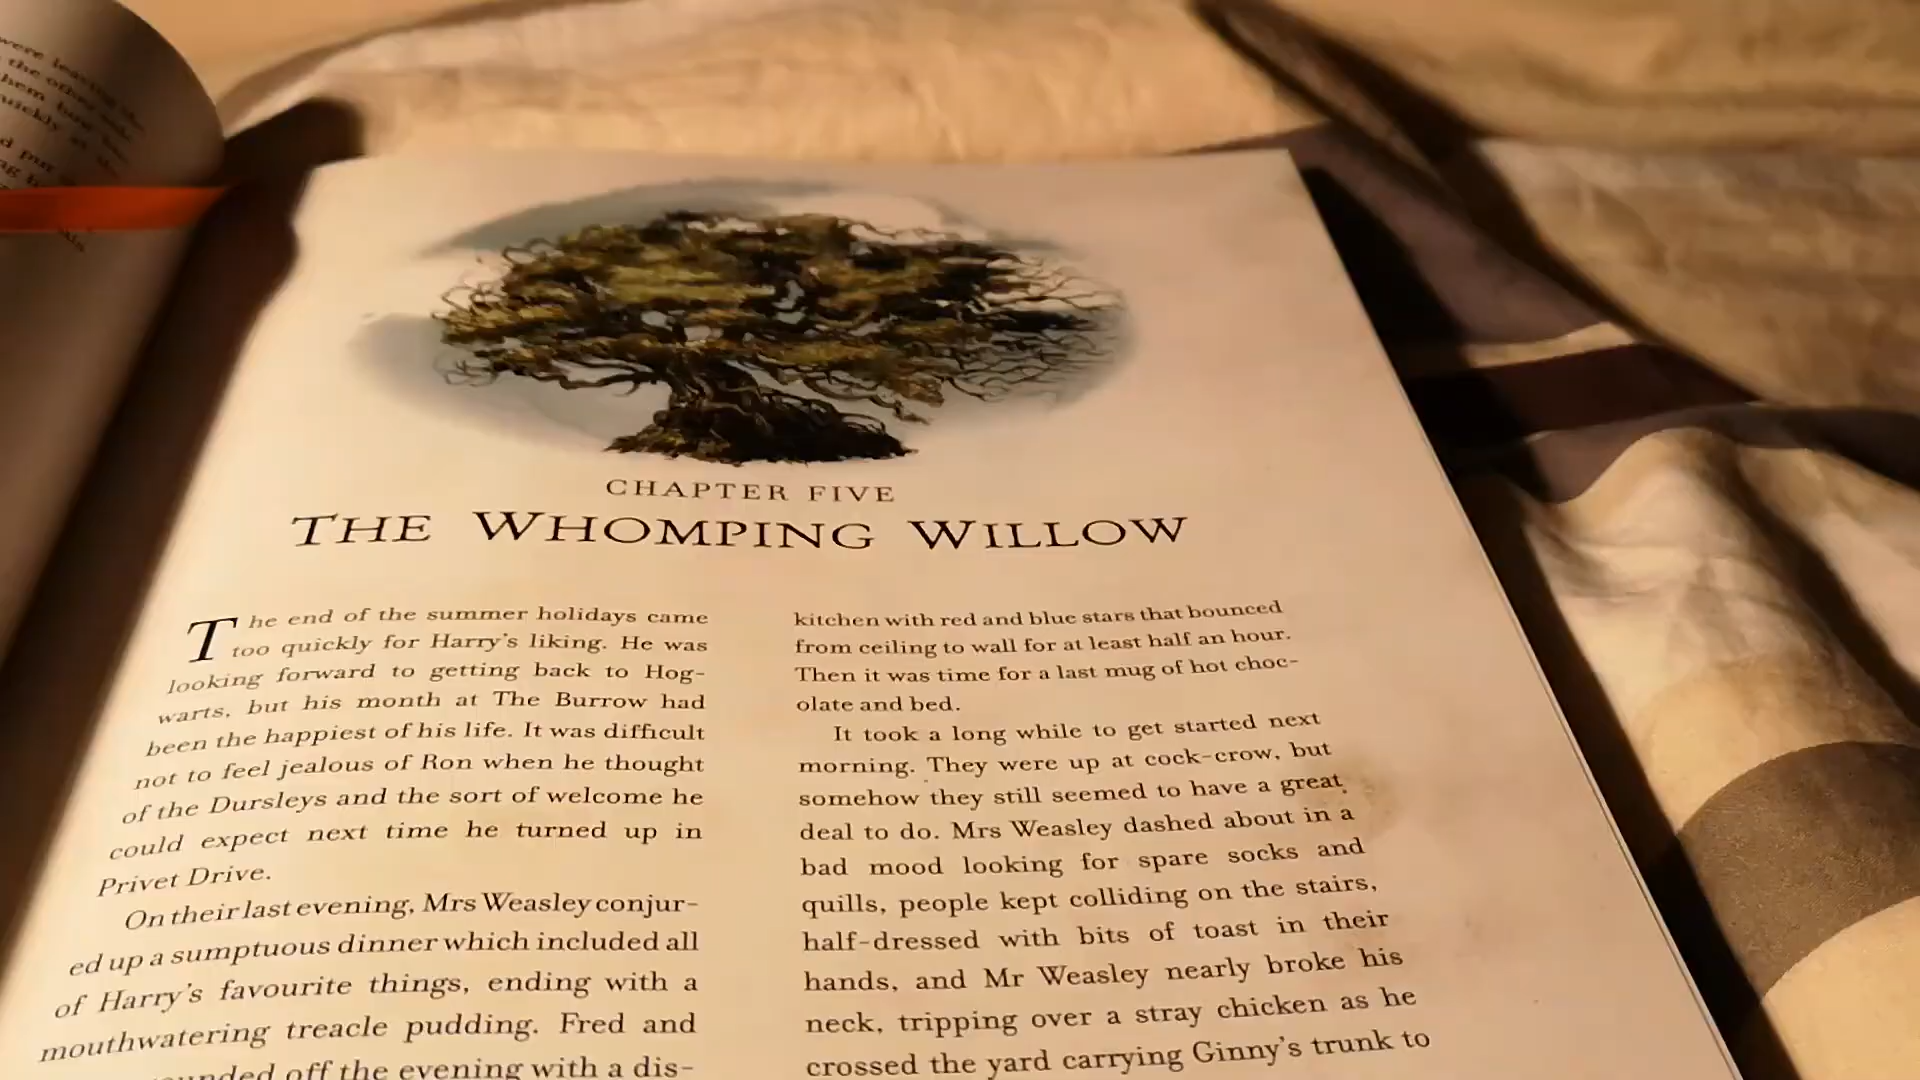 were leaving
the other side
quickly at the
CHAPTER FIVE
THE WHOMPING WILLOW
The end of the summer holidays came
too quickly for Harry's liking. He was
looking forward to getting back to Hog-
warts, but his month at The Burrow had
been the happiest of his life. It was difficult
not to feel jealous of Ron when he thought
of the Dursleys and the sort of welcome he
could expect next time he turned up in
Privet Drive.
On their last evening, Mrs Weasley conjur-
ed up a sumptuous dinner which included all
of Harry's favourite things, ending with a
mouthwatering treacle pudding. Fred and
off the evening with a dis-
kitchen with red and blue stars that bounced
from ceiling to wall for at least half an hour.
Then it was time for a last mug of hot choc-
olate and bed.
It took a long while to get started next
morning. They were up at cock-crow, but
somehow they still seemed to have a great
deal to do. Mrs Weasley dashed about in a
bad mood looking for spare socks and
quills, people kept colliding on the stairs,
half-dressed with bits of toast in their
hands, and Mr Weasley nearly broke his
neck, tripping over a stray chicken as he
crossed the yard carrying Ginny's trunk to